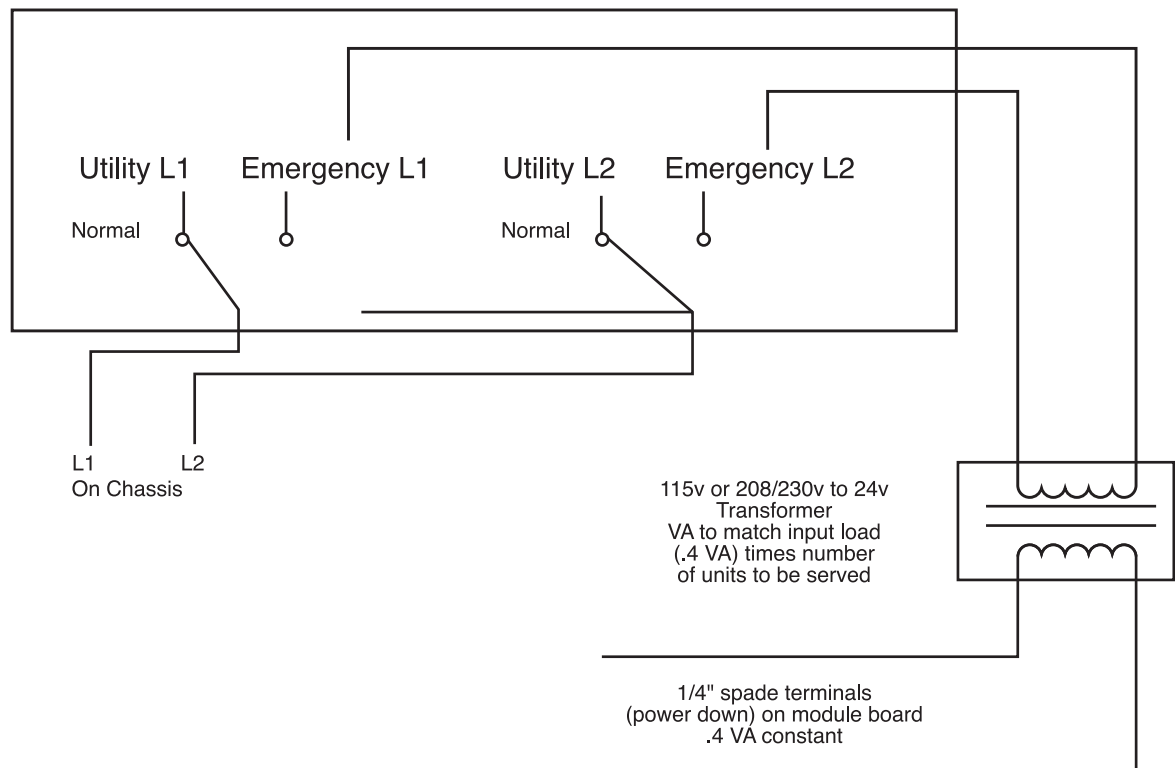 Utility L1
Emergency L1
Utility L2
Emergency L2
Normal
Normal
L1
L2
On Chassis
115v or 208/230v to 24v
Transformer
VA to match input load
(.4 VA) times number
of units to be served
1/4" spade terminals
(power down) on module board
.4 VA constant